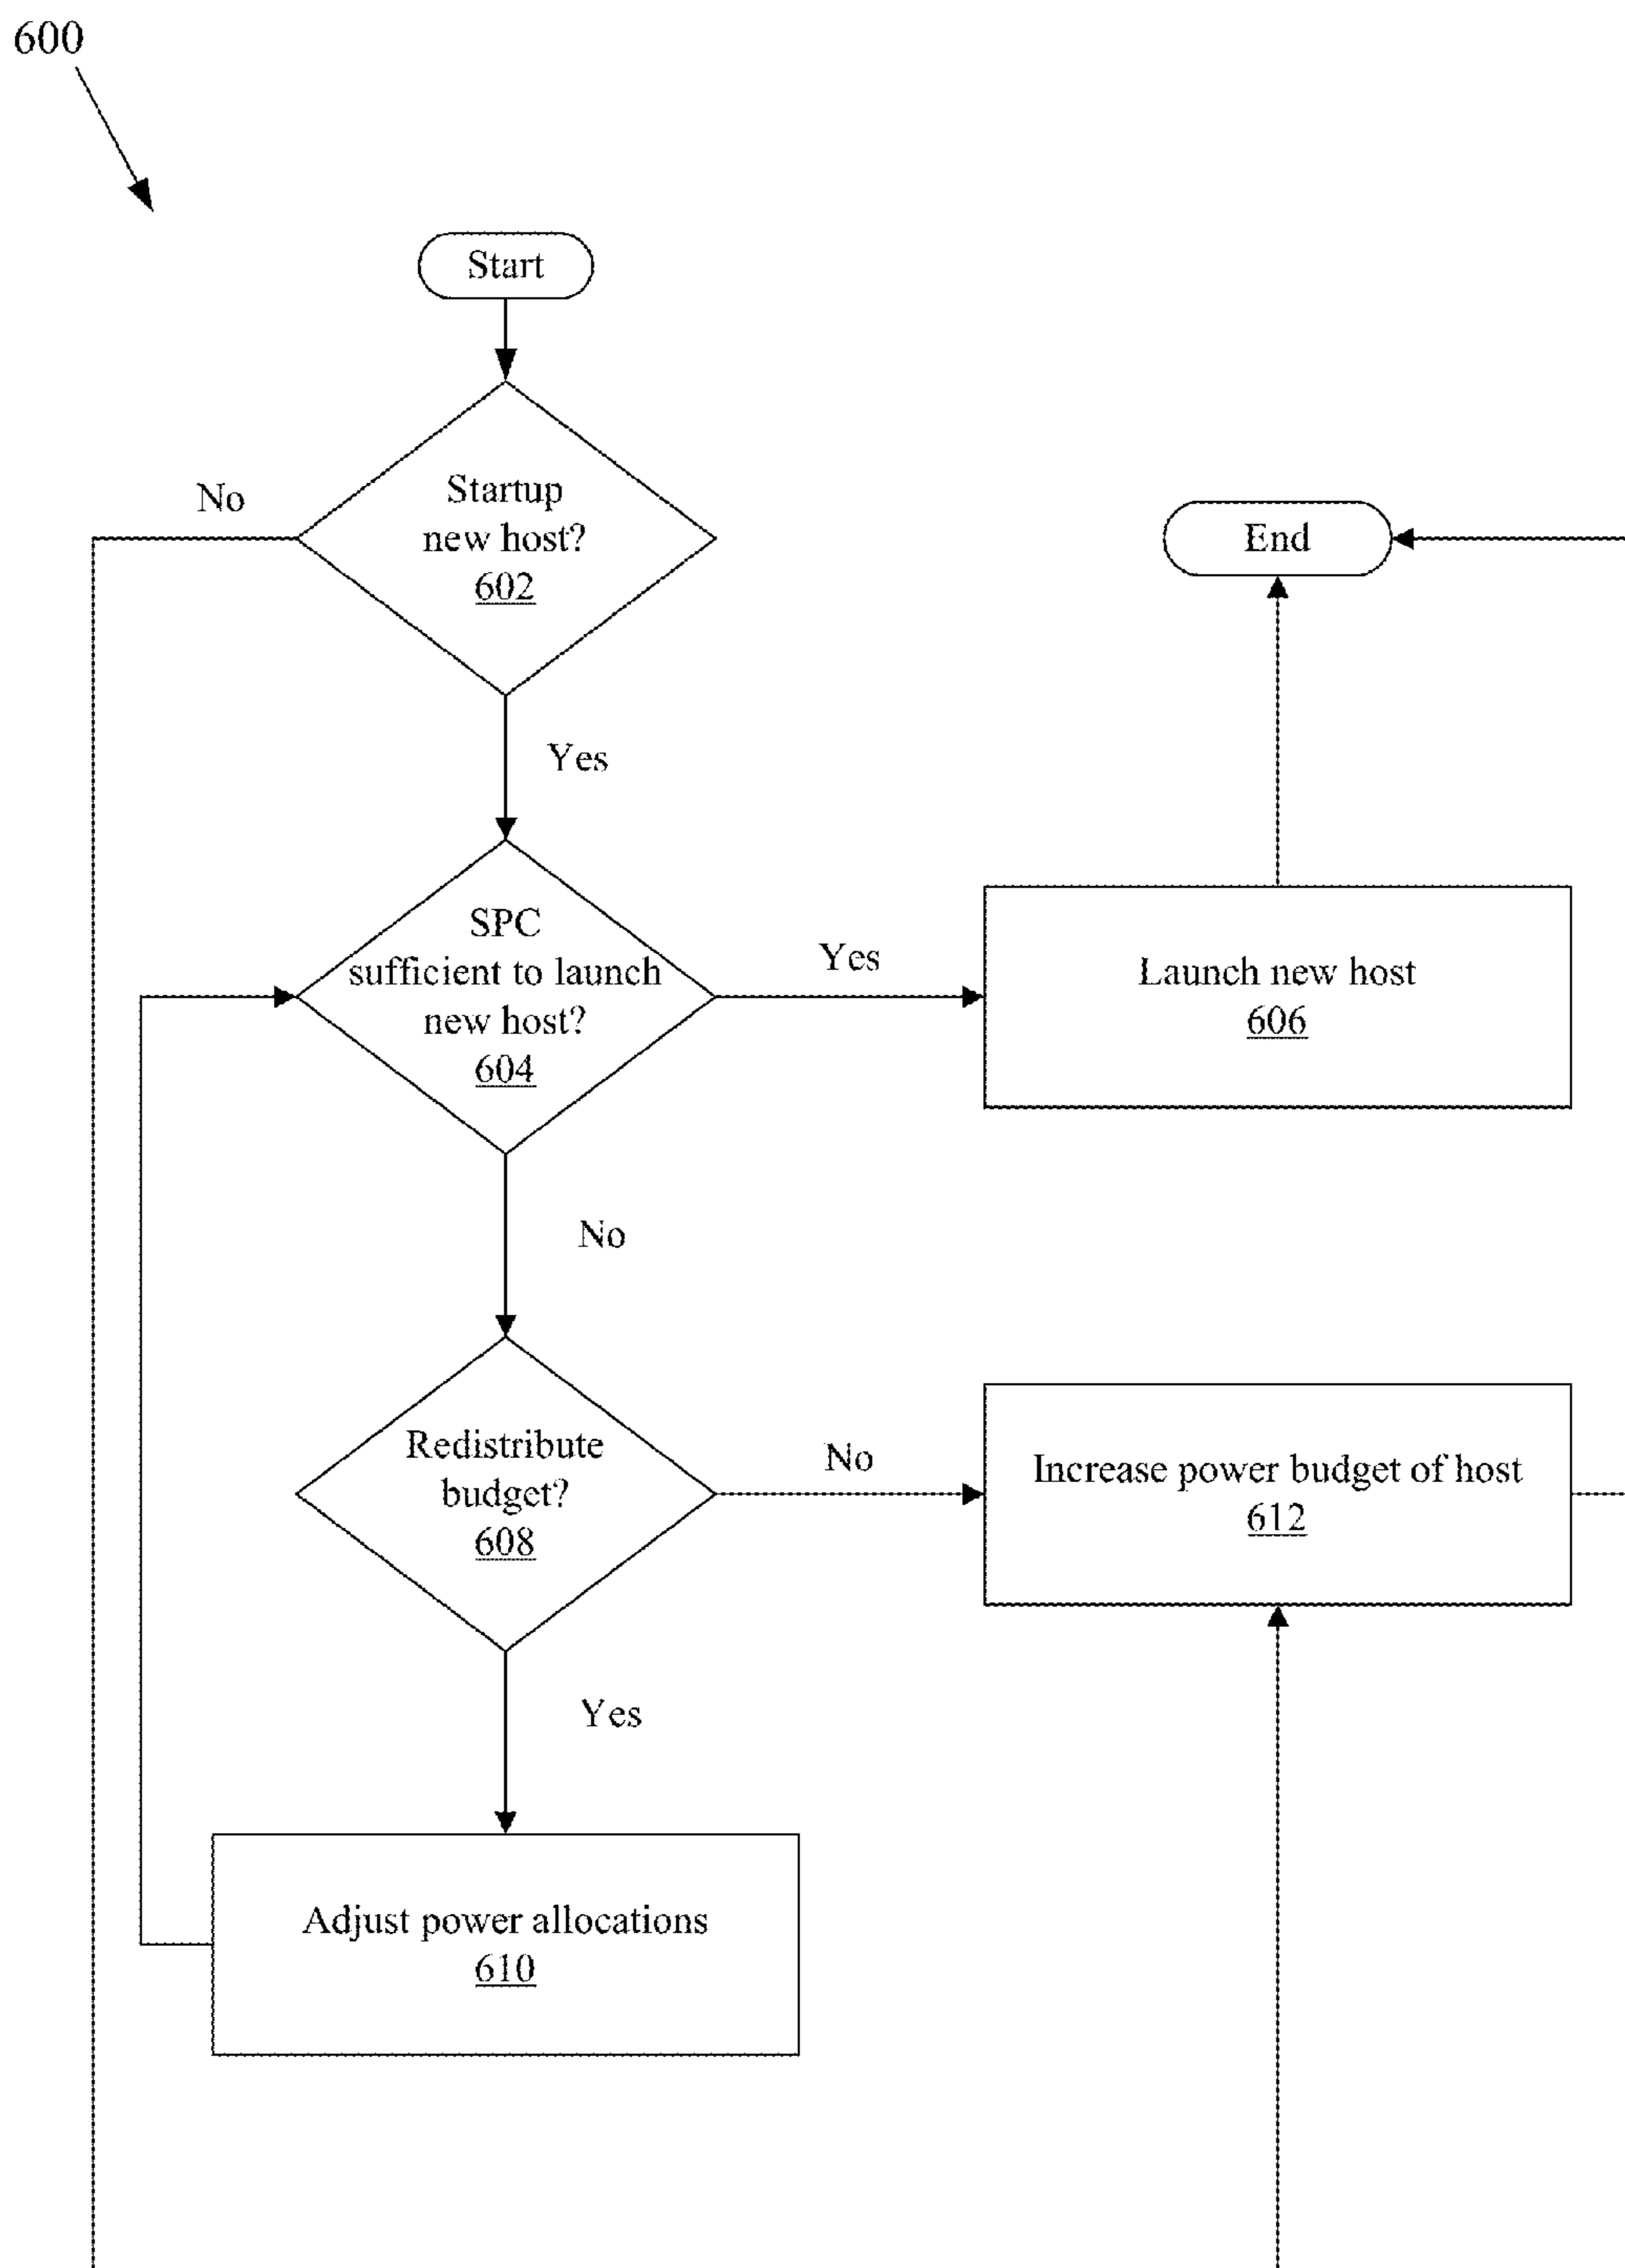 600
Start
Startup
new host?
602
No
Yes
End
SPC
sufficient to launch
new host?
604
Yes
Launch new host
606
No
Redistribute
budget?
608
No
Increase power budget of host
612
Yes
Adjust power allocations
610